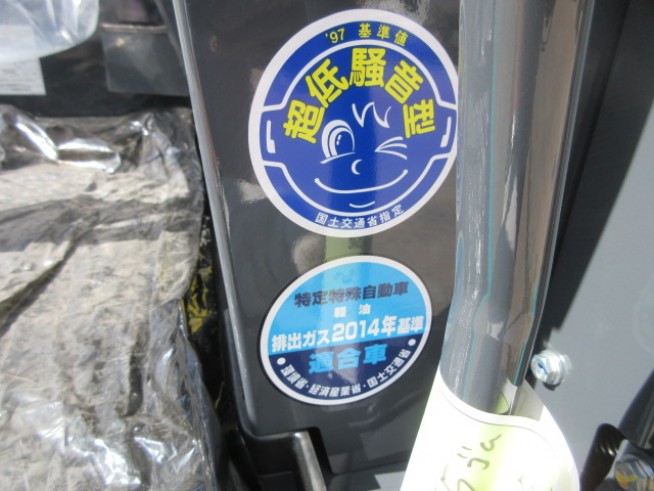 '97 基準値
超低騒音型
国土交通省指定
特定特殊自動車
軽油
排出ガス2014年基準
適合車
・環境省・経済産業省・国土交通省・